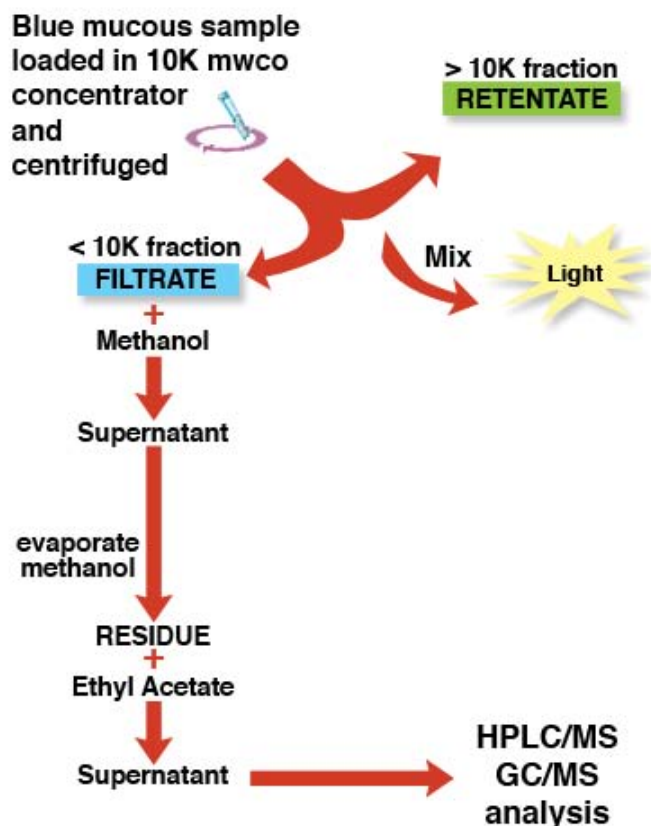 Blue mucous sample
loaded in 10K mwco
concentrator
and
centrifuged
> 10K fraction
RETENTATE
< 10K fraction
FILTRATE
Mix
Light
+
Methanol
Supernatant
evaporate
methanol
RESIDUE
+
Ethyl Acetate
Supernatant
HPLC/MS
GC/MS
analysis